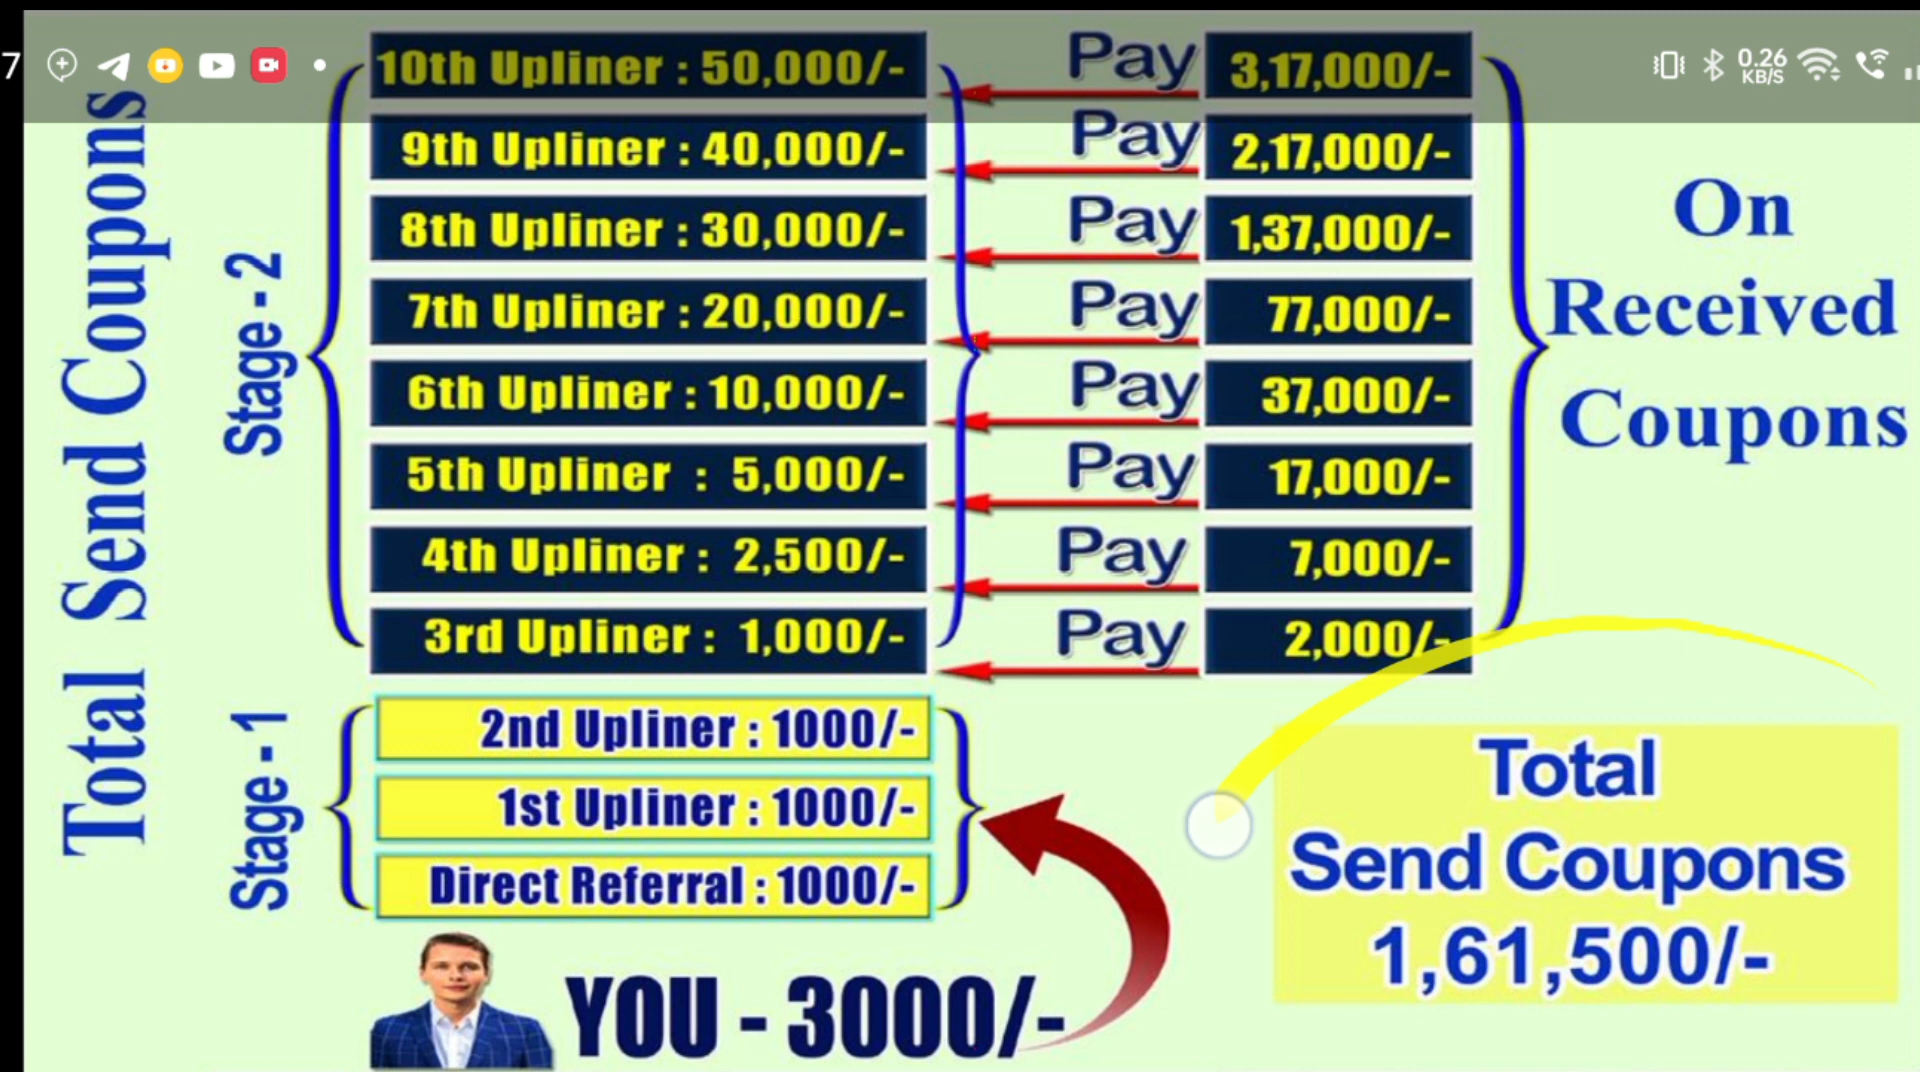 7
0.26
KB/S
Total Send Coupons
Stage - 2
10th Upliner : 50,000/- Pay 3,17,000/-
9th Upliner : 40,000/- Pay 2,17,000/-
8th Upliner : 30,000/- Pay 1,37,000/-
7th Upliner : 20,000/- Pay 77,000/-
6th Upliner : 10,000/- Pay 37,000/-
5th Upliner : 5,000/- Pay 17,000/-
4th Upliner : 2,500/- Pay 7,000/-
3rd Upliner : 1,000/- Pay 2,000/-
On
Received
Coupons
Stage - 1
2nd Upliner : 1000/-
1st Upliner : 1000/-
Direct Referral : 1000/-
YOU - 3000/-
Total
Send Coupons
1,61,500/-